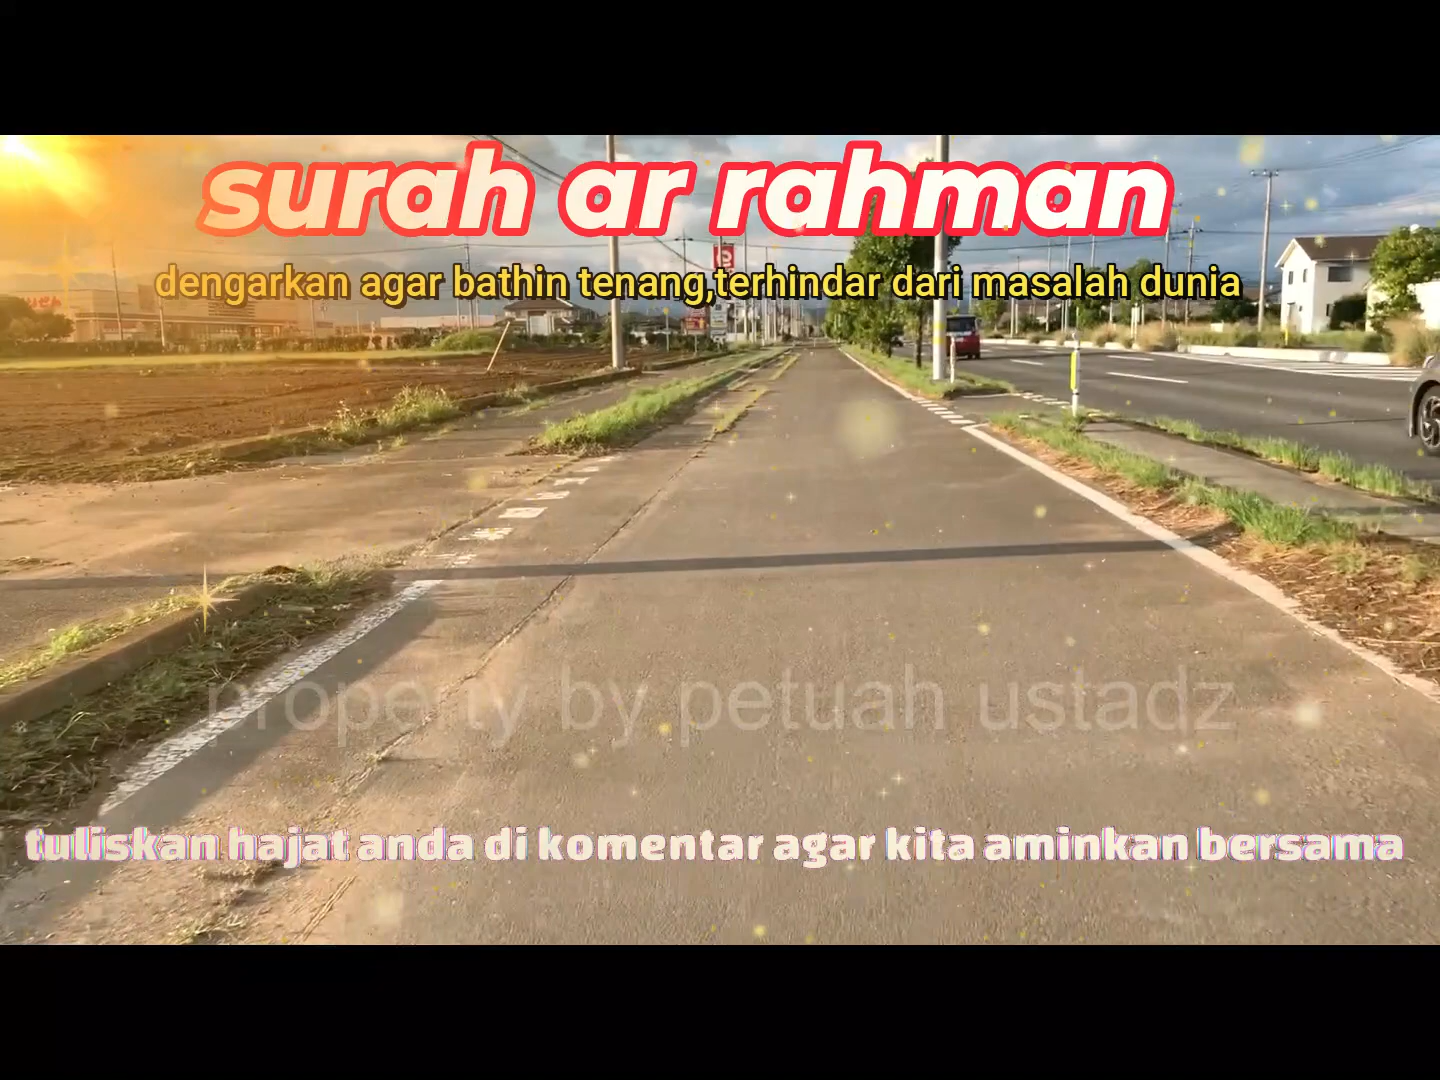 surah ar rahman
dengarkan agar bathin tenang,terhindar dari masalah dunia
property by petuah ustadz
tuliskan hajat anda di komentar agar kita aminkan bersama